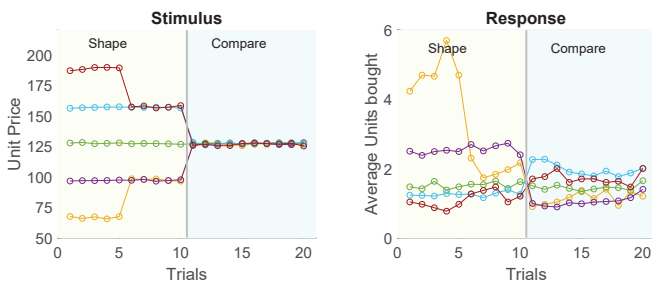 Stimulus
Shape
Compare
Unit Price
200
175
150
125
100
75
50
0
5
10
15
20
Trials
Response
Shape
Compare
Average Units bought
6
4
2
0
0
5
10
15
20
Trials